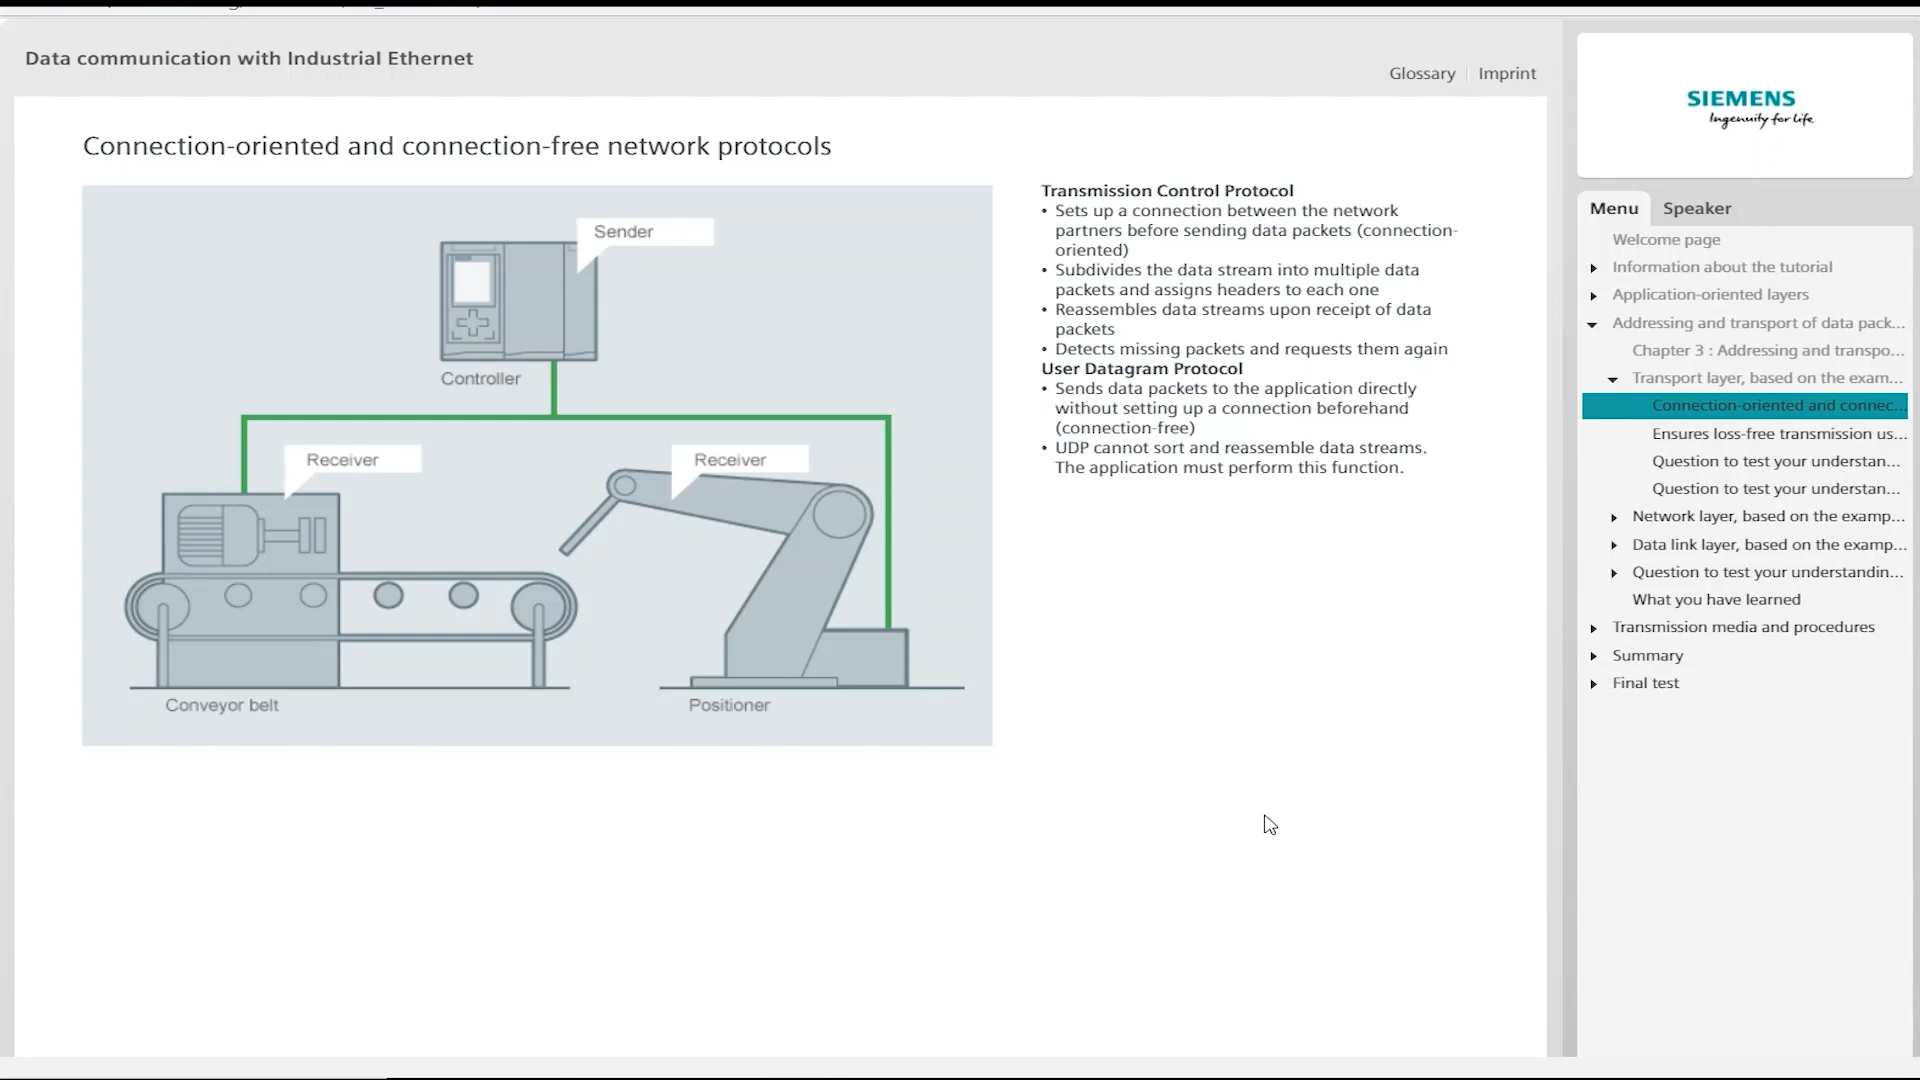 Data communication with Industrial Ethernet
Glossary | Imprint
Connection-oriented and connection-free network protocols
Sender
Controller
Receiver
Receiver
Conveyor belt
Positioner
Transmission Control Protocol
• Sets up a connection between the network
partners before sending data packets (connection-
oriented)
• Subdivides the data stream into multiple data
packets and assigns headers to each one
• Reassembles data streams upon receipt of data
packets
• Detects missing packets and requests them again
User Datagram Protocol
• Sends data packets to the application directly
without setting up a connection beforehand
(connection-free)
• UDP cannot sort and reassemble data streams.
The application must perform this function.
SIEMENS
Ingenuity for life
Menu Speaker
Welcome page
Information about the tutorial
Application-oriented layers
Addressing and transport of data pack...
Chapter 3 : Addressing and transpo...
Transport layer, based on the exam...
Connection-oriented and connec...
Ensures loss-free transmission us...
Question to test your understan...
Question to test your understan...
Network layer, based on the examp...
Data link layer, based on the examp...
Question to test your understandin...
What you have learned
Transmission media and procedures
Summary
Final test